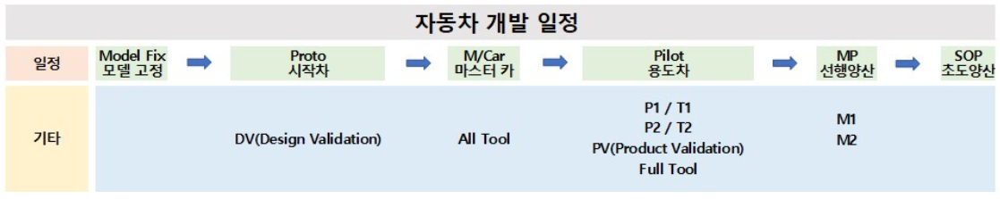 자동차 개발 일정
일정
Model Fix
모델 고정
Proto
시작차
M/Car
마스터 카
Pilot
용도차
MP
선행양산
SOP
초도양산
기타
DV(Design Validation)
All Tool
P1 / T1
P2 / T2
PV(Product Validation)
Full Tool
M1
M2